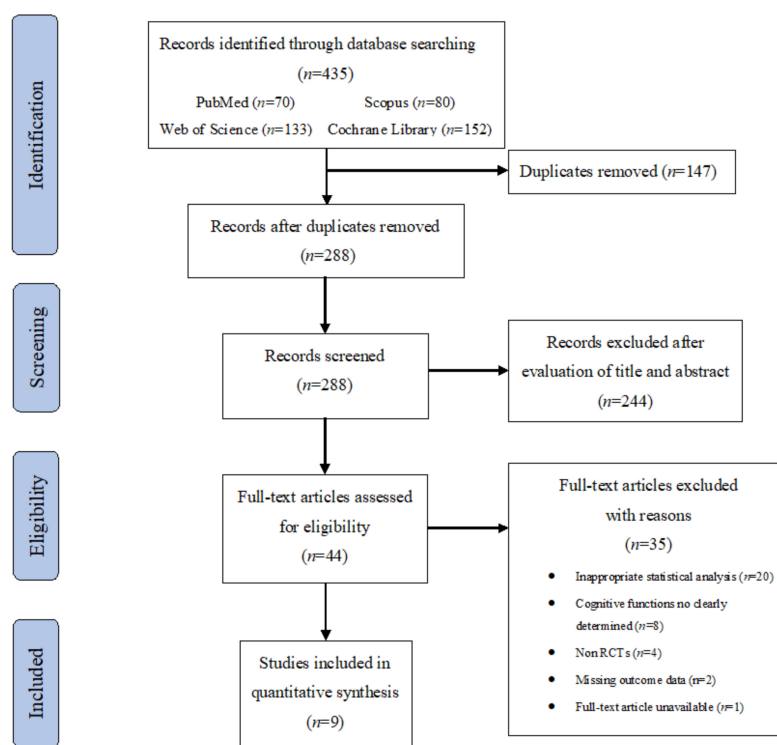 Identification
Records identified through database searching
(n=435)
PubMed (n=70) Scopus (n=80)
Web of Science (n=133) Cochrane Library (n=152)
Duplicates removed (n=147)
Records after duplicates removed
(n=288)
Screening
Records screened
(n=288)
Records excluded after
evaluation of title and abstract
(n=244)
Eligibility
Full-text articles assessed
for eligibility
(n=44)
Full-text articles excluded
with reasons
(n=35)
• Inappropriate statistical analysis (n=20)
• Cognitive functions no clearly
determined (n=8)
• Non RCTs (n=4)
• Missing outcome data (n=2)
• Full-text article unavailable (n=1)
Included
Studies included in
quantitative synthesis
(n=9)